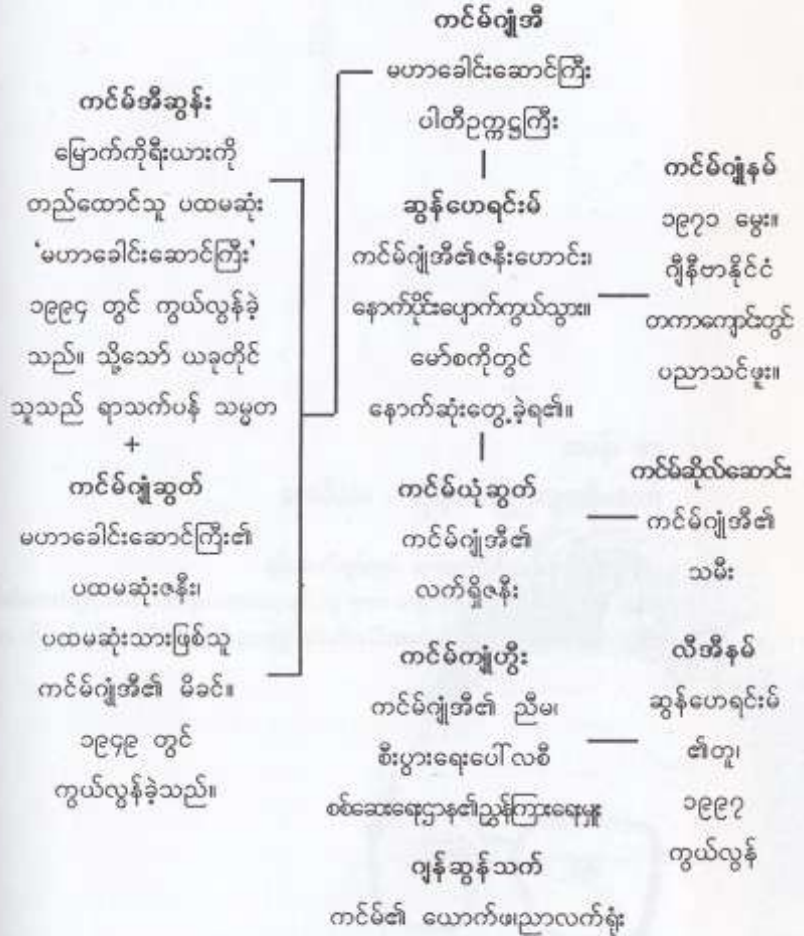 ကင်မ်အီဆွန်း
မြောက်ကိုရီးယားကို
တည်ထောင်သူ ပထမဆုံး
‘မဟာခေါင်းဆောင်ကြီး’
၁၉၉၄ တွင် ကွယ်လွန်ခဲ့
သည်။ သို့သော် ယခုတိုင်
သူသည် ရာသက်ပန် သမ္မတ
+
ကင်မ်ဂျုံဆွတ်
မဟာခေါင်းဆောင်ကြီး၏
ပထမဆုံးဇနီး၊
ပထမဆုံးသားဖြစ်သူ
ကင်မ်ဂျုံအီ၏ မိခင်။
၁၉၄၉ တွင်
ကွယ်လွန်ခဲ့သည်။
ကင်မ်ဂျုံအီ
မဟာခေါင်းဆောင်ကြီး
ပါတီဥက္ကဋ္ဌကြီး
ဆွန်ဟေရင်းမ်
ကင်မ်ဂျုံအီ၏ဇနီးဟောင်း၊
နောက်ပိုင်းပျောက်ကွယ်သွား။
မော်စကိုတွင်
နောက်ဆုံးတွေ့ခဲ့ရ၏။
ကင်မ်ယုံဆွတ်
ကင်မ်ဂျုံအီ၏
လက်ရှိဇနီး
ကင်မ်ကျုံဟွီး
ကင်မ်ဂျုံအီ၏ ညီမ၊
စီးပွားရေးပေါ်လစီ
စစ်ဆေးရေးဌာန၏ညွှန်ကြားရေးမှူး
ဂျန်ဆွန်သက်
ကင်မ်၏ ယောက်ဖ၊ညာလက်ရုံး
ကင်မ်ဂျုံနမ်
၁၉၇၁ မွေး။
ဂျီနီဗာနိုင်ငံ
တကာကျောင်းတွင်
ပညာသင်ဖူး။
ကင်မ်ဆိုလ်ဆောင်း
ကင်မ်ဂျုံအီ၏
သမီး
လီအီနမ်
ဆွန်ဟေရင်းမ်
၏တူ၊
၁၉၉၇
ကွယ်လွန်